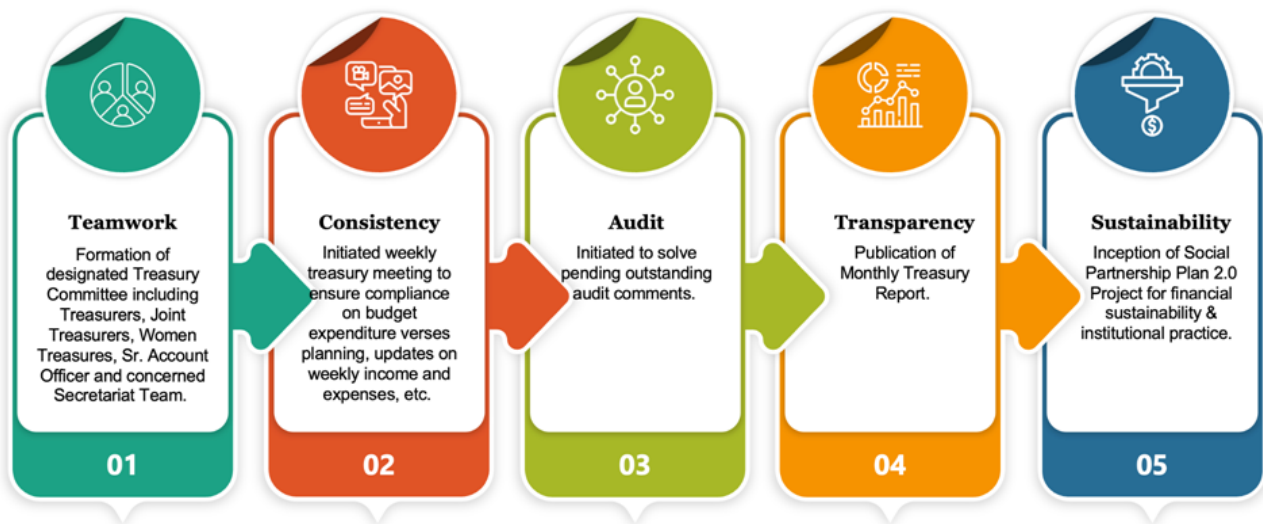 Teamwork
Formation of
designated Treasury
Committee including
Treasurers, Joint
Treasurers, Women
Treasures, Sr. Account
Officer and concerned
Secretariat Team.
01
Consistency
Initiated weekly
treasury meeting to
ensure compliance
on budget
expenditure verses
planning, updates on
weekly income and
expenses, etc.
02
Audit
Initiated to solve
pending outstanding
audit comments.
03
Transparency
Publication of
Monthly Treasury
Report.
04
Sustainability
Inception of Social
Partnership Plan 2.0
Project for financial
sustainability &
institutional practice.
05